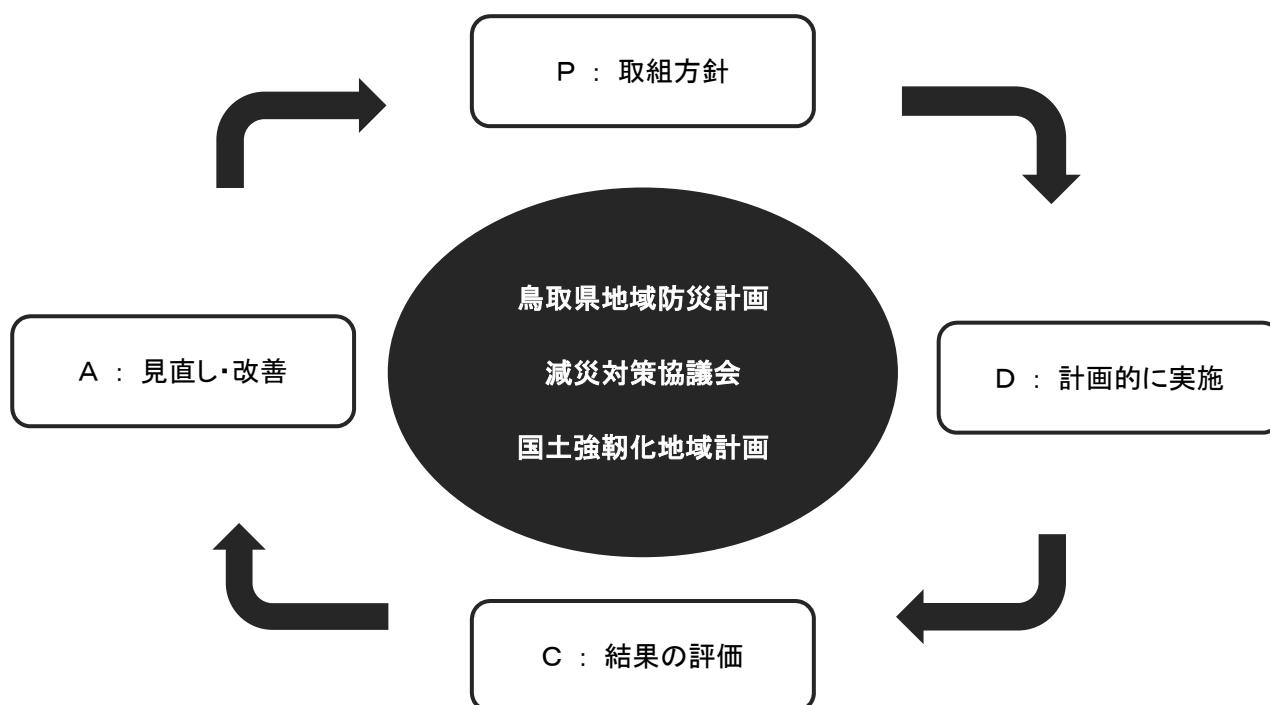 P : 取組方針
鳥取県地域防災計画
減災対策協議会
国土強靭化地域計画
A : 見直し・改善
D : 計画的に実施
C : 結果の評価